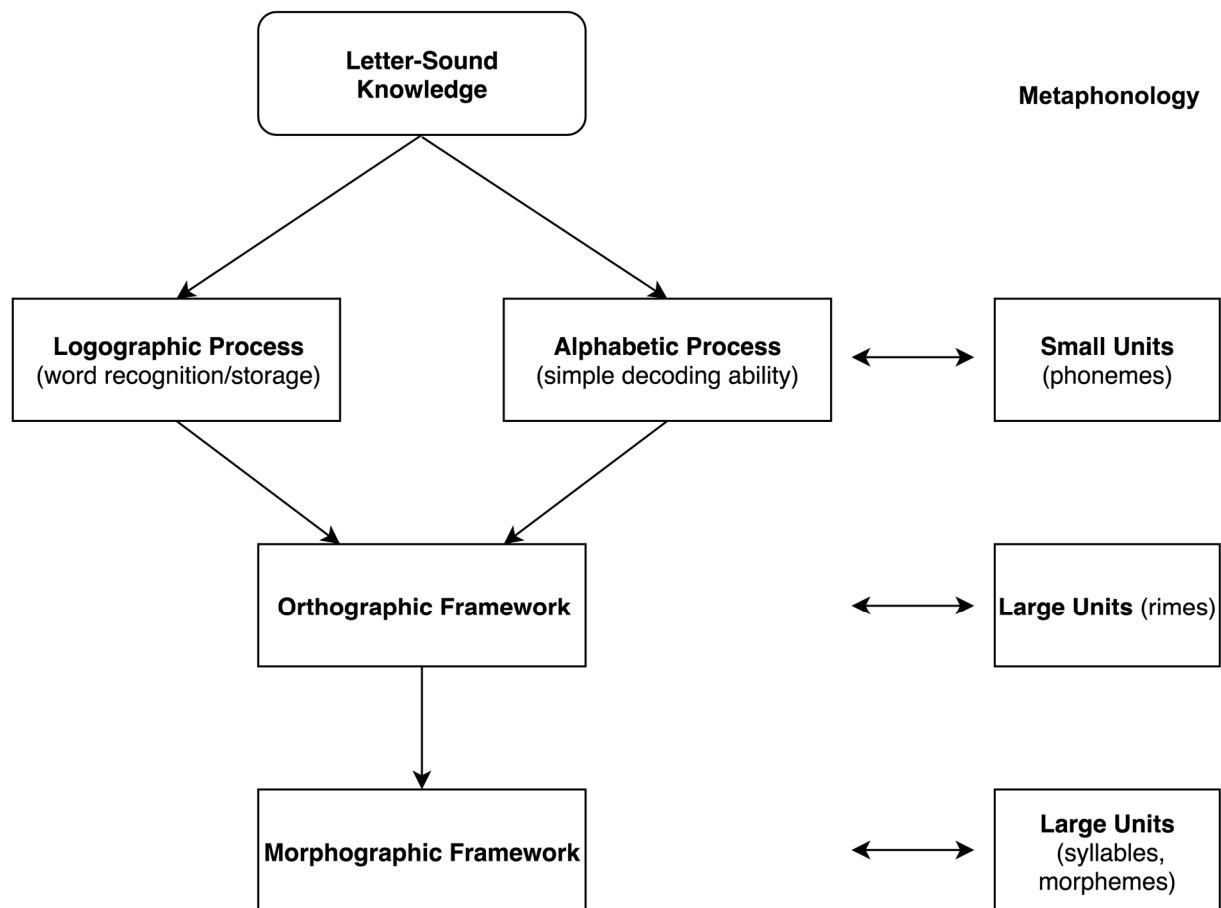 Letter-Sound
Knowledge
Metaphonology
Logographic Process
(word recognition/storage)
Alphabetic Process
(simple decoding ability)
Small Units
(phonemes)
Orthographic Framework
Large Units (rimes)
Morphographic Framework
Large Units
(syllables,
morphemes)